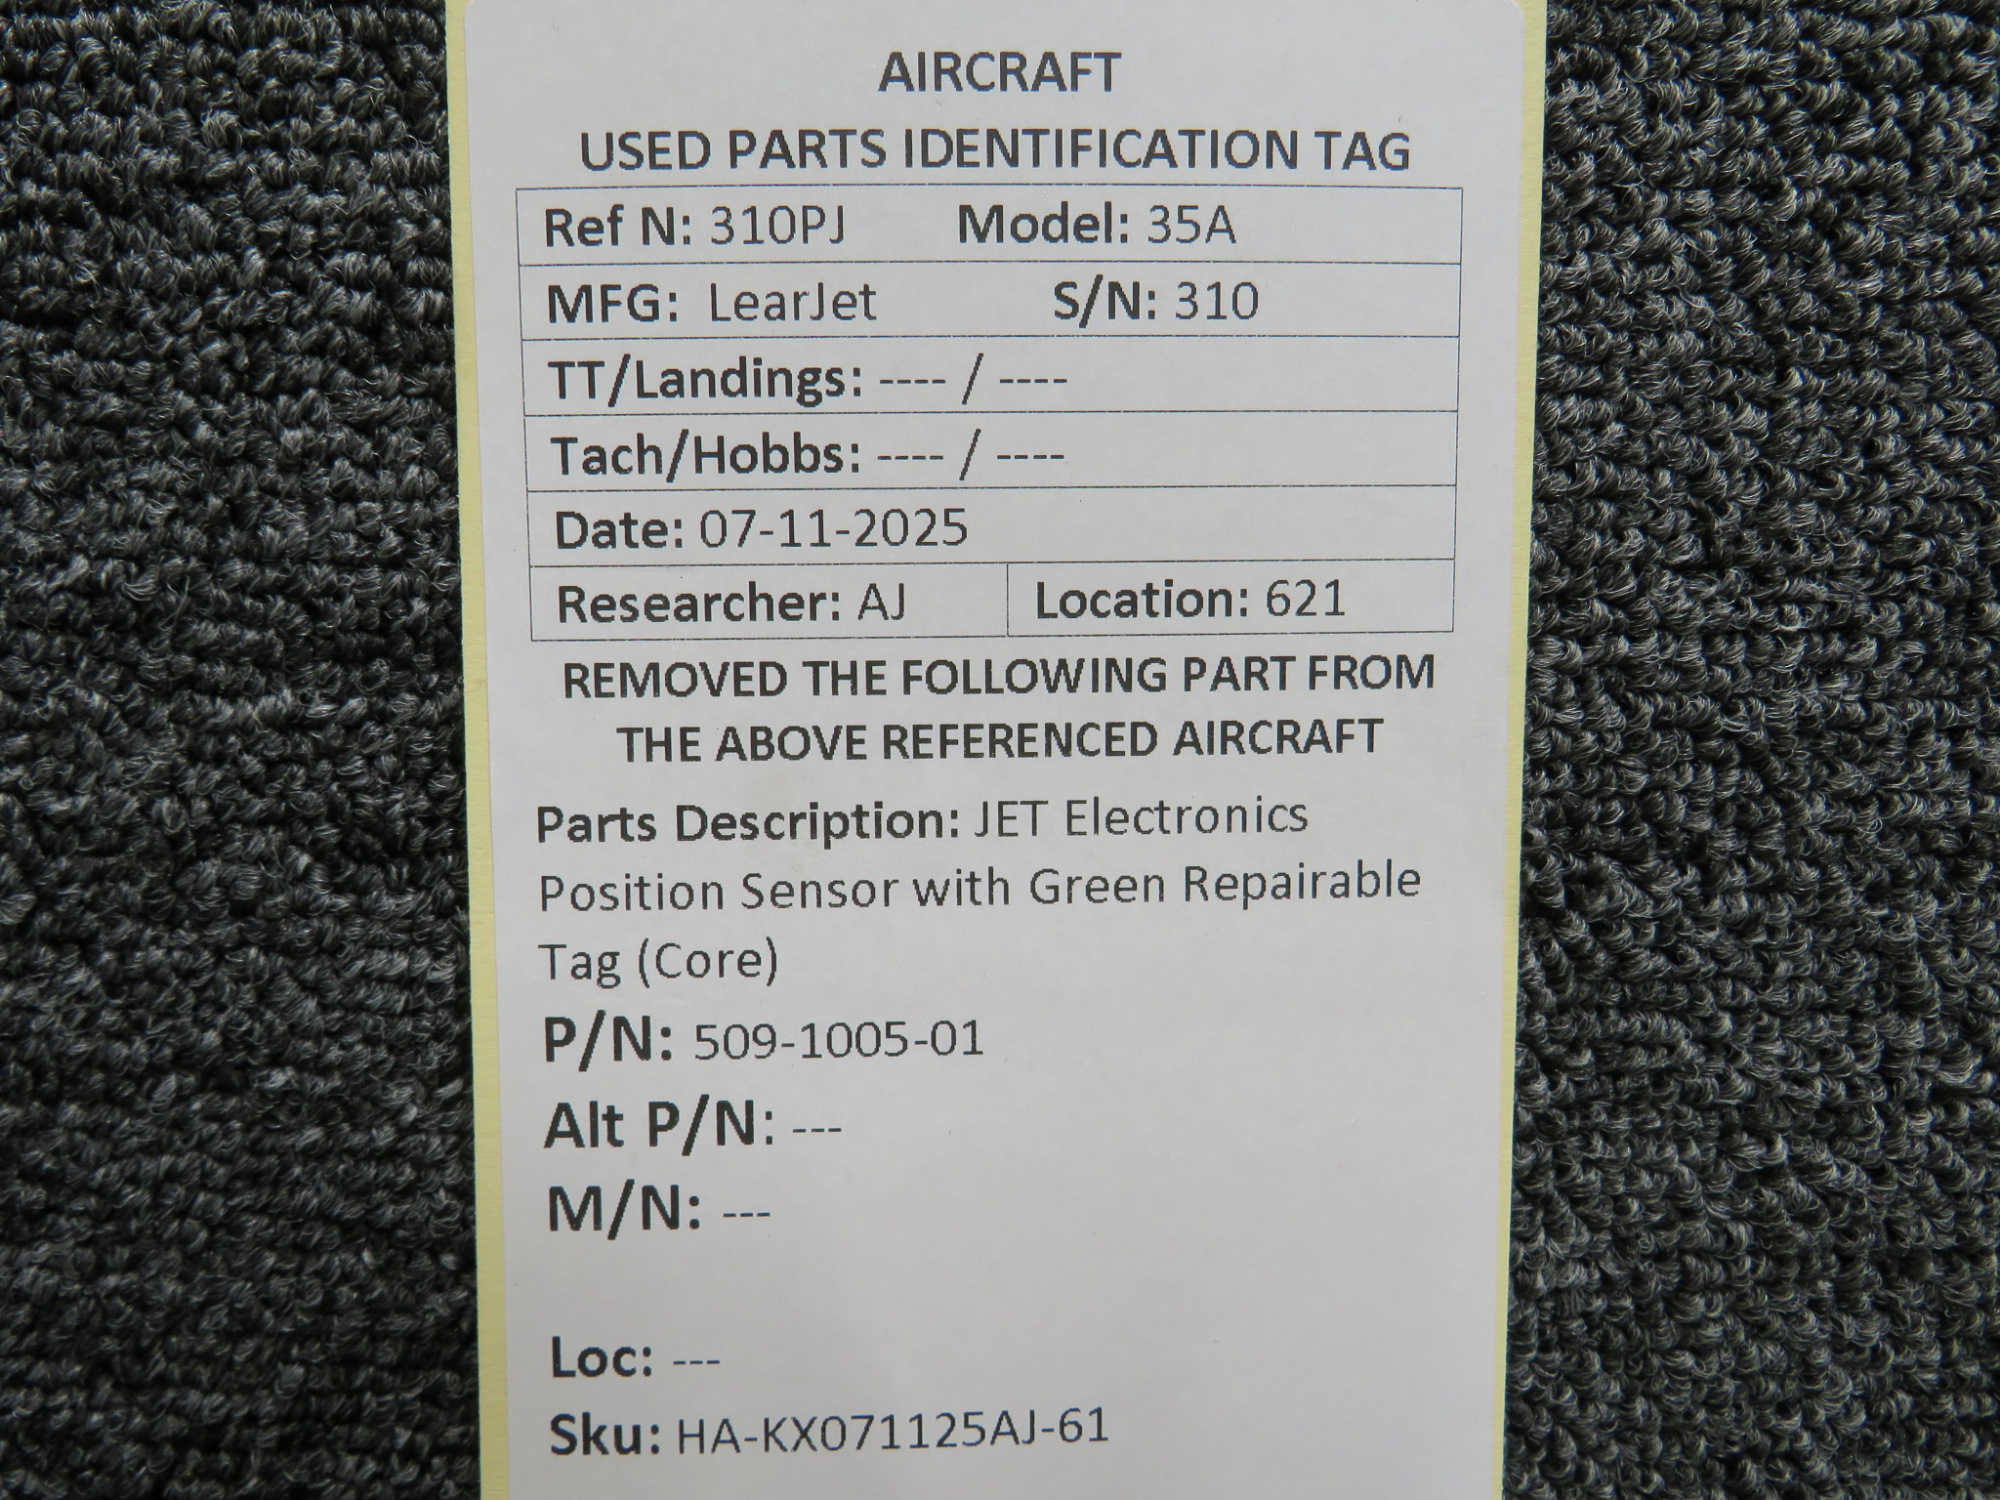 AIRCRAFT
USED PARTS IDENTIFICATION TAG
Ref N: 310PJ Model: 35A
MFG: LearJet S/N: 310
TT/Landings: ---- / ----
Tach/Hobbs: ---- / ----
Date: 07-11-2025
Researcher: AJ Location: 621
REMOVED THE FOLLOWING PART FROM
THE ABOVE REFERENCED AIRCRAFT
Parts Description: JET Electronics
Position Sensor with Green Repairable
Tag (Core)
P/N: 509-1005-01
Alt P/N: ---
M/N: ---
Loc: ---
Sku: HA-KX071125AJ-61